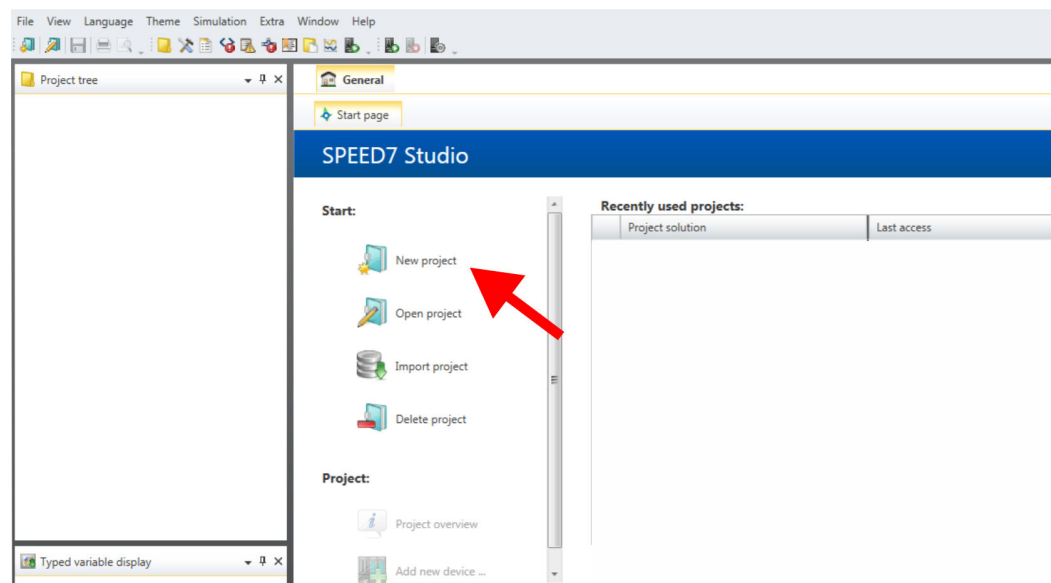 File View Language Theme Simulation Extra Window Help
Project tree
General
Start page
SPEED7 Studio
Start:
New project
Open project
Import project
Delete project
Project:
Project overview
Add new device ...
Recently used projects:
Project solution Last access
Typed variable display